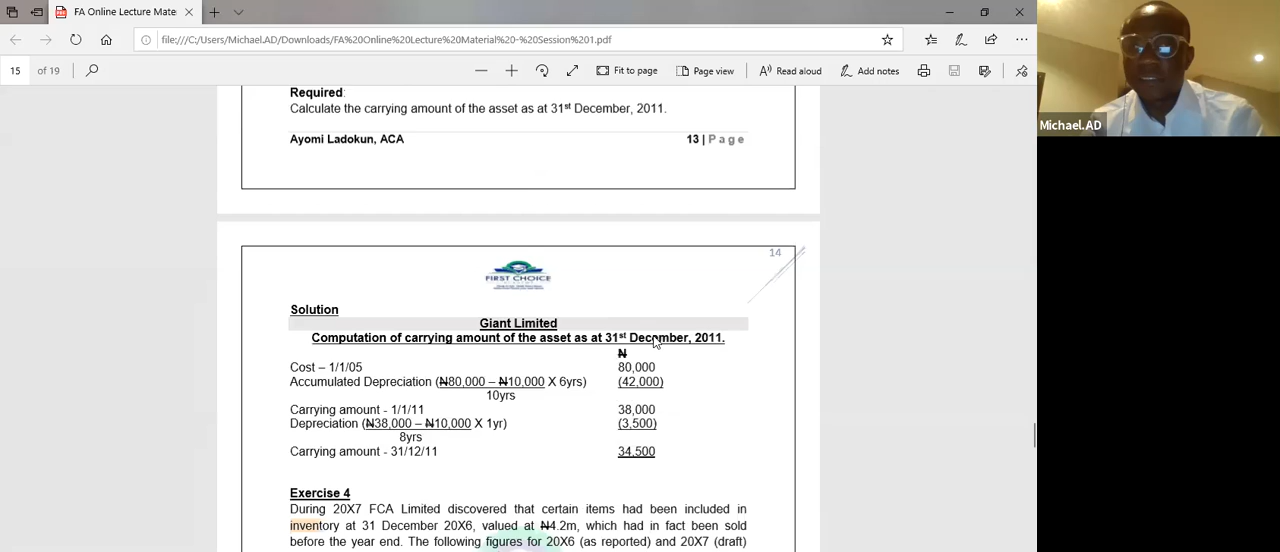 FA Online Lecture Mater
file:///C:/Users/Michael.AD/Downloads/FA%20Online%20Lecture%20Material%20-%20Session%201.pdf
15 of 19
Fit to page
Page view
Read aloud
Add notes
Michael.AD
Required:
Calculate the carrying amount of the asset as at 31st December, 2011.
Ayomi Ladokun, ACA 13 | Page
14
FIRST CHOICE
Solution
Giant Limited
Computation of carrying amount of the asset as at 31st December, 2011.
₦
Cost – 1/1/05 80,000
Accumulated Depreciation (₦80,000 – ₦10,000 X 6yrs) (42,000)
10yrs
Carrying amount - 1/1/11 38,000
Depreciation (₦38,000 – ₦10,000 X 1yr) (3,500)
8yrs
Carrying amount - 31/12/11 34,500
Exercise 4
During 20X7 FCA Limited discovered that certain items had been included in
inventory at 31 December 20X6, valued at ₦4.2m, which had in fact been sold
before the year end. The following figures for 20X6 (as reported) and 20X7 (draft)